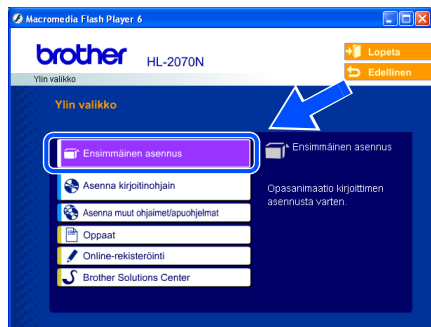 Macromedia Flash Player 6
brother HL-2070N
Lopeta
Edellinen
Ylin valikko
Ylin valikko
Ensimmäinen asennus
Asenna kirjoitinohjain
Asenna muut ohjaimet/apuohjelmat
Oppaat
Online-rekisteröinti
Brother Solutions Center
Ensimmäinen asennus
Opasanimaatio kirjoittimen
asennusta varten.